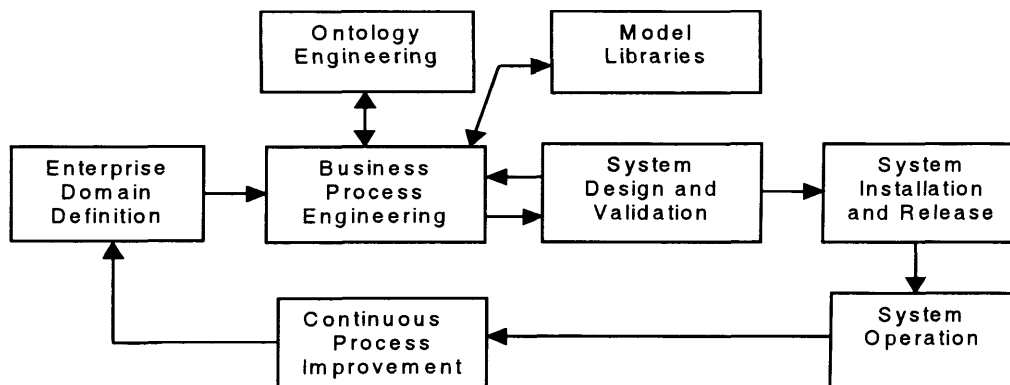 Ontology
Engineering
Model
Libraries
Enterprise
Domain
Definition
Business
Process
Engineering
System
Design and
Validation
System
Installation
and Release
Continuous
Process
Improvement
System
Operation